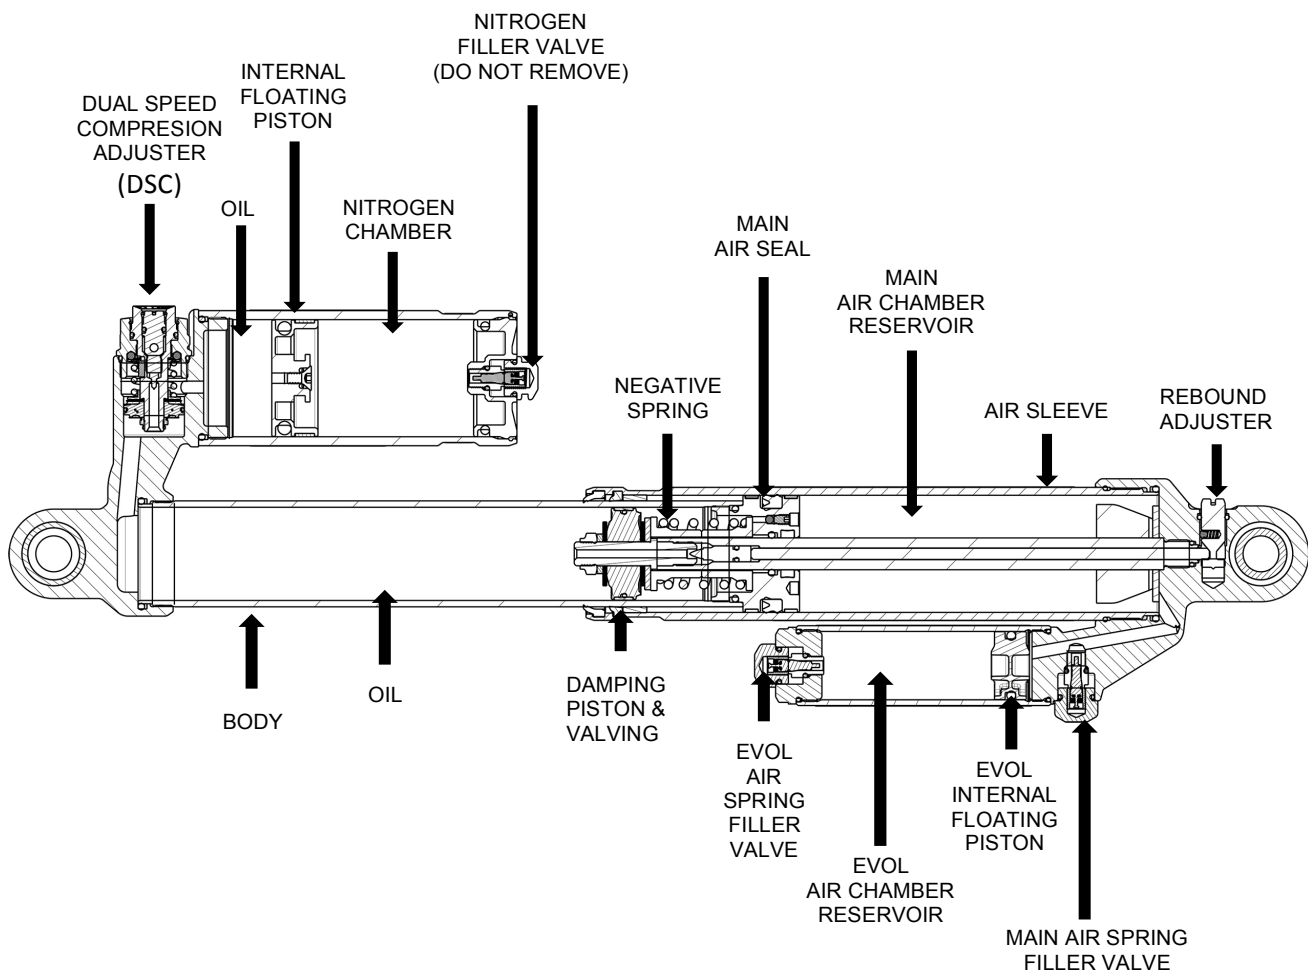 NITROGEN
FILLER VALVE
(DO NOT REMOVE)
INTERNAL
FLOATING
PISTON
DUAL SPEED
COMPRESION
ADJUSTER
(DSC)
OIL
NITROGEN
CHAMBER
MAIN
AIR SEAL
MAIN
AIR CHAMBER
RESERVOIR
NEGATIVE
SPRING
AIR SLEEVE
REBOUND
ADJUSTER
BODY
OIL
DAMPING
PISTON &
VALVING
EVOL
AIR
SPRING
FILLER
VALVE
EVOL
AIR CHAMBER
RESERVOIR
EVOL
INTERNAL
FLOATING
PISTON
MAIN AIR SPRING
FILLER VALVE